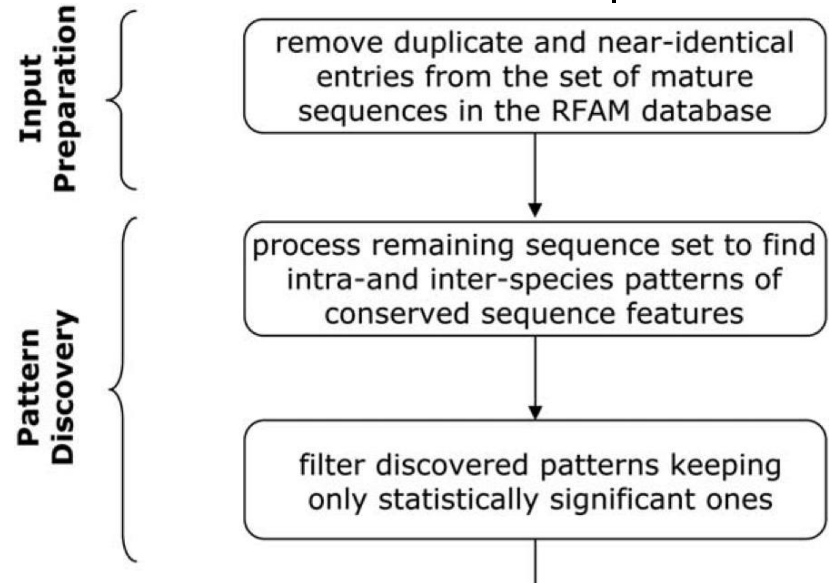 Input
Preparation
remove duplicate and near-identical
entries from the set of mature
sequences in the RFAM database
Pattern
Discovery
process remaining sequence set to find
intra-and inter-species patterns of
conserved sequence features
filter discovered patterns keeping
only statistically significant ones